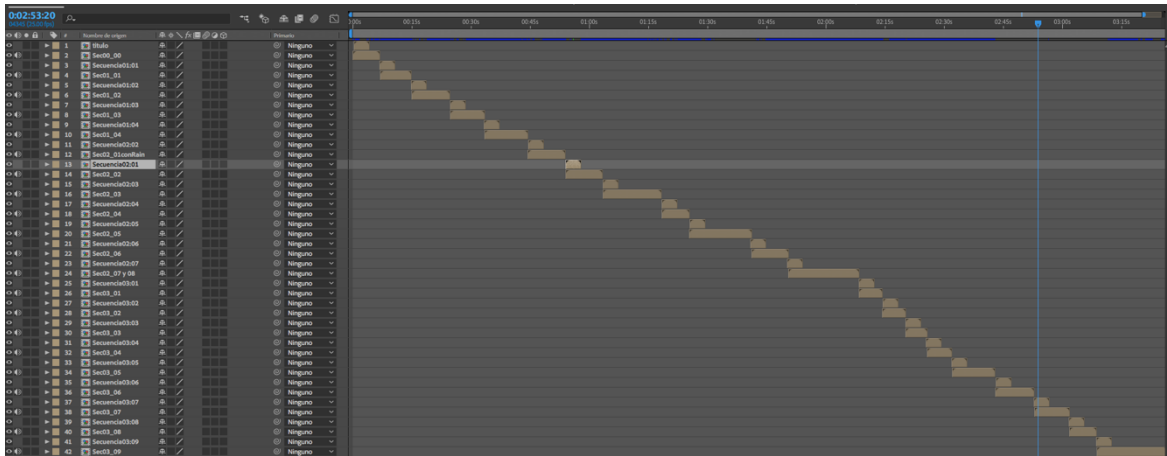 0:02:53:20
04345 (25.00 fps)
00:15s 00:30s 00:45s 01:00s 01:15s 01:30s 01:45s 02:00s 02:15s 02:30s 02:45s 03:00s 03:15s
# Nombre de origen Primario
1 título Ninguno
2 Sec00_00 Ninguno
3 Secuencia01:01 Ninguno
4 Sec01_01 Ninguno
5 Secuencia01:02 Ninguno
6 Sec01_02 Ninguno
7 Secuencia01:03 Ninguno
8 Sec01_03 Ninguno
9 Secuencia01:04 Ninguno
10 Sec01_04 Ninguno
11 Secuencia02:02 Ninguno
12 Sec02_01conRain Ninguno
13 Secuencia02:01 Ninguno
14 Sec02_02 Ninguno
15 Secuencia02:03 Ninguno
16 Sec02_03 Ninguno
17 Secuencia02:04 Ninguno
18 Sec02_04 Ninguno
19 Secuencia02:05 Ninguno
20 Sec02_05 Ninguno
21 Secuencia02:06 Ninguno
22 Sec02_06 Ninguno
23 Secuencia02:07 Ninguno
24 Sec02_07 y 08 Ninguno
25 Secuencia03:01 Ninguno
26 Sec03_01 Ninguno
27 Secuencia03:02 Ninguno
28 Sec03_02 Ninguno
29 Secuencia03:03 Ninguno
30 Sec03_03 Ninguno
31 Secuencia03:04 Ninguno
32 Sec03_04 Ninguno
33 Secuencia03:05 Ninguno
34 Sec03_05 Ninguno
35 Secuencia03:06 Ninguno
36 Sec03_06 Ninguno
37 Secuencia03:07 Ninguno
38 Sec03_07 Ninguno
39 Secuencia03:08 Ninguno
40 Sec03_08 Ninguno
41 Secuencia03:09 Ninguno
42 Sec03_09 Ninguno